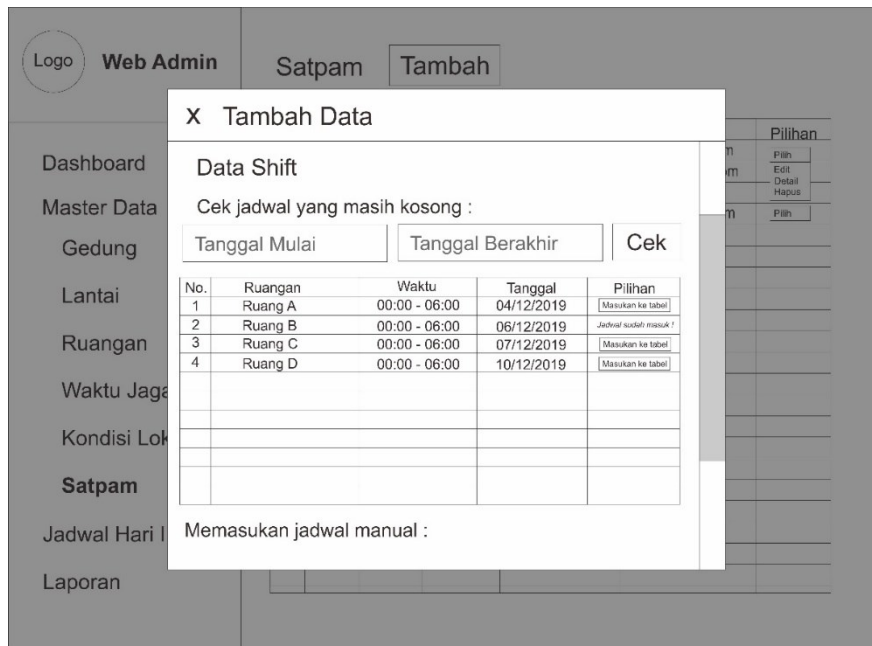 Logo Web Admin
Satpam Tambah
X Tambah Data
Pilihan
Pilih
Edit
Detail
Hapus
Pilih
Dashboard
Master Data
Gedung
Lantai
Ruangan
Waktu Jaga
Kondisi Lok
Satpam
Jadwal Hari I
Laporan
Data Shift
Cek jadwal yang masih kosong :
Tanggal Mulai Tanggal Berakhir Cek
No. Ruangan Waktu Tanggal Pilihan
1 Ruang A 00:00 - 06:00 04/12/2019 Masukan ke tabel
2 Ruang B 00:00 - 06:00 06/12/2019 Jadwal sudah masuk !
3 Ruang C 00:00 - 06:00 07/12/2019 Masukan ke tabel
4 Ruang D 00:00 - 06:00 10/12/2019 Masukan ke tabel
Memasukan jadwal manual :